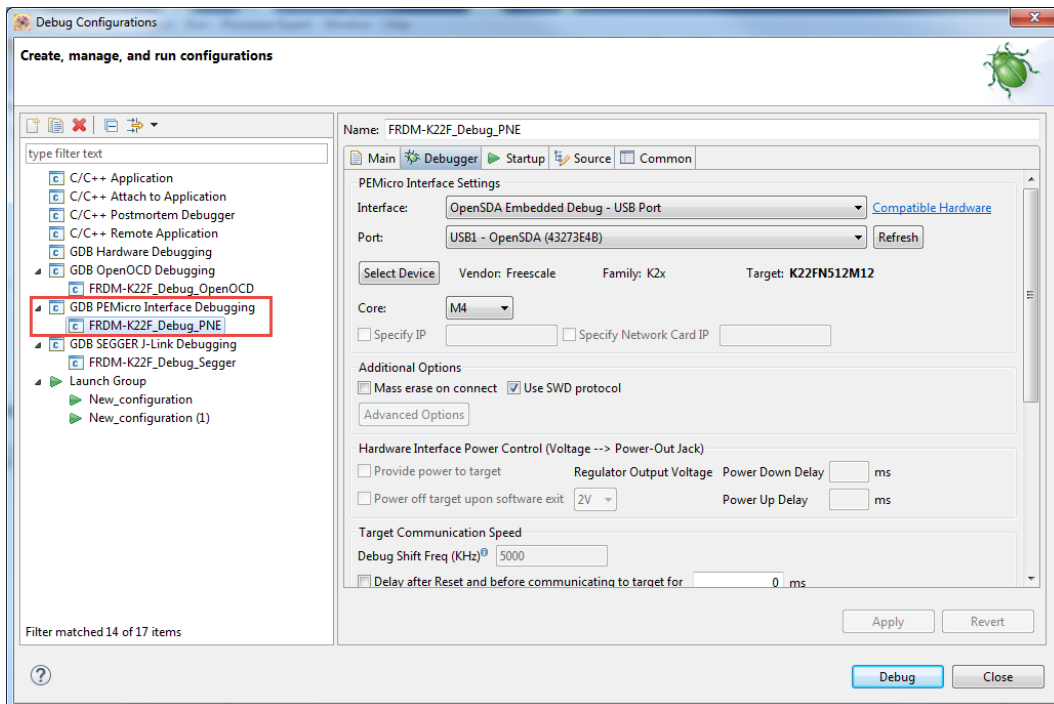 Debug Configurations
Create, manage, and run configurations
type filter text
C/C++ Application
C/C++ Attach to Application
C/C++ Postmortem Debugger
C/C++ Remote Application
GDB Hardware Debugging
GDB OpenOCD Debugging
FRDM-K22F_Debug_OpenOCD
GDB PEMicro Interface Debugging
FRDM-K22F_Debug_PNE
GDB SEGGER J-Link Debugging
FRDM-K22F_Debug_Segger
Launch Group
New_configuration
New_configuration (1)
Filter matched 14 of 17 items
Name: FRDM-K22F_Debug_PNE
Main Debugger Startup Source Common
PEMicro Interface Settings
Interface: OpenSDA Embedded Debug - USB Port Compatible Hardware
Port: USB1 - OpenSDA (43273E4B) Refresh
Select Device Vendor: Freescale Family: K2x Target: K22FN512M12
Core: M4
Specify IP Specify Network Card IP
Additional Options
Mass erase on connect Use SWD protocol
Advanced Options
Hardware Interface Power Control (Voltage --> Power-Out Jack)
Provide power to target Regulator Output Voltage Power Down Delay ms
Power off target upon software exit 2V Power Up Delay ms
Target Communication Speed
Debug Shift Freq (KHz) 5000
Delay after Reset and before communicating to target for 0 ms
Apply Revert
Debug Close